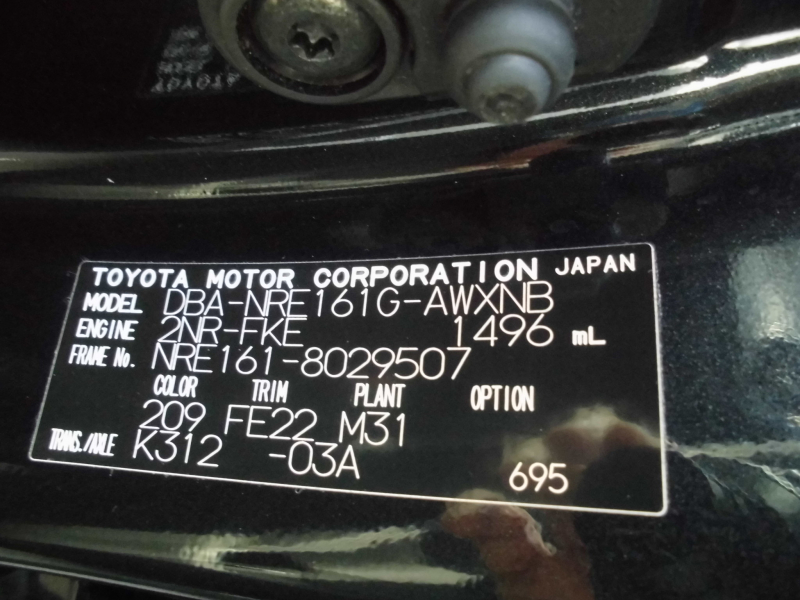 TOYOTA MOTOR CORPORATION JAPAN
MODEL DBA-NRE161G-AWXNB
ENGINE 2NR-FKE 1496 mL
FRAME No. NRE161-8029507
COLOR TRIM PLANT OPTION
209 FE22 M31
TRANS./AXLE K312 -03A
695